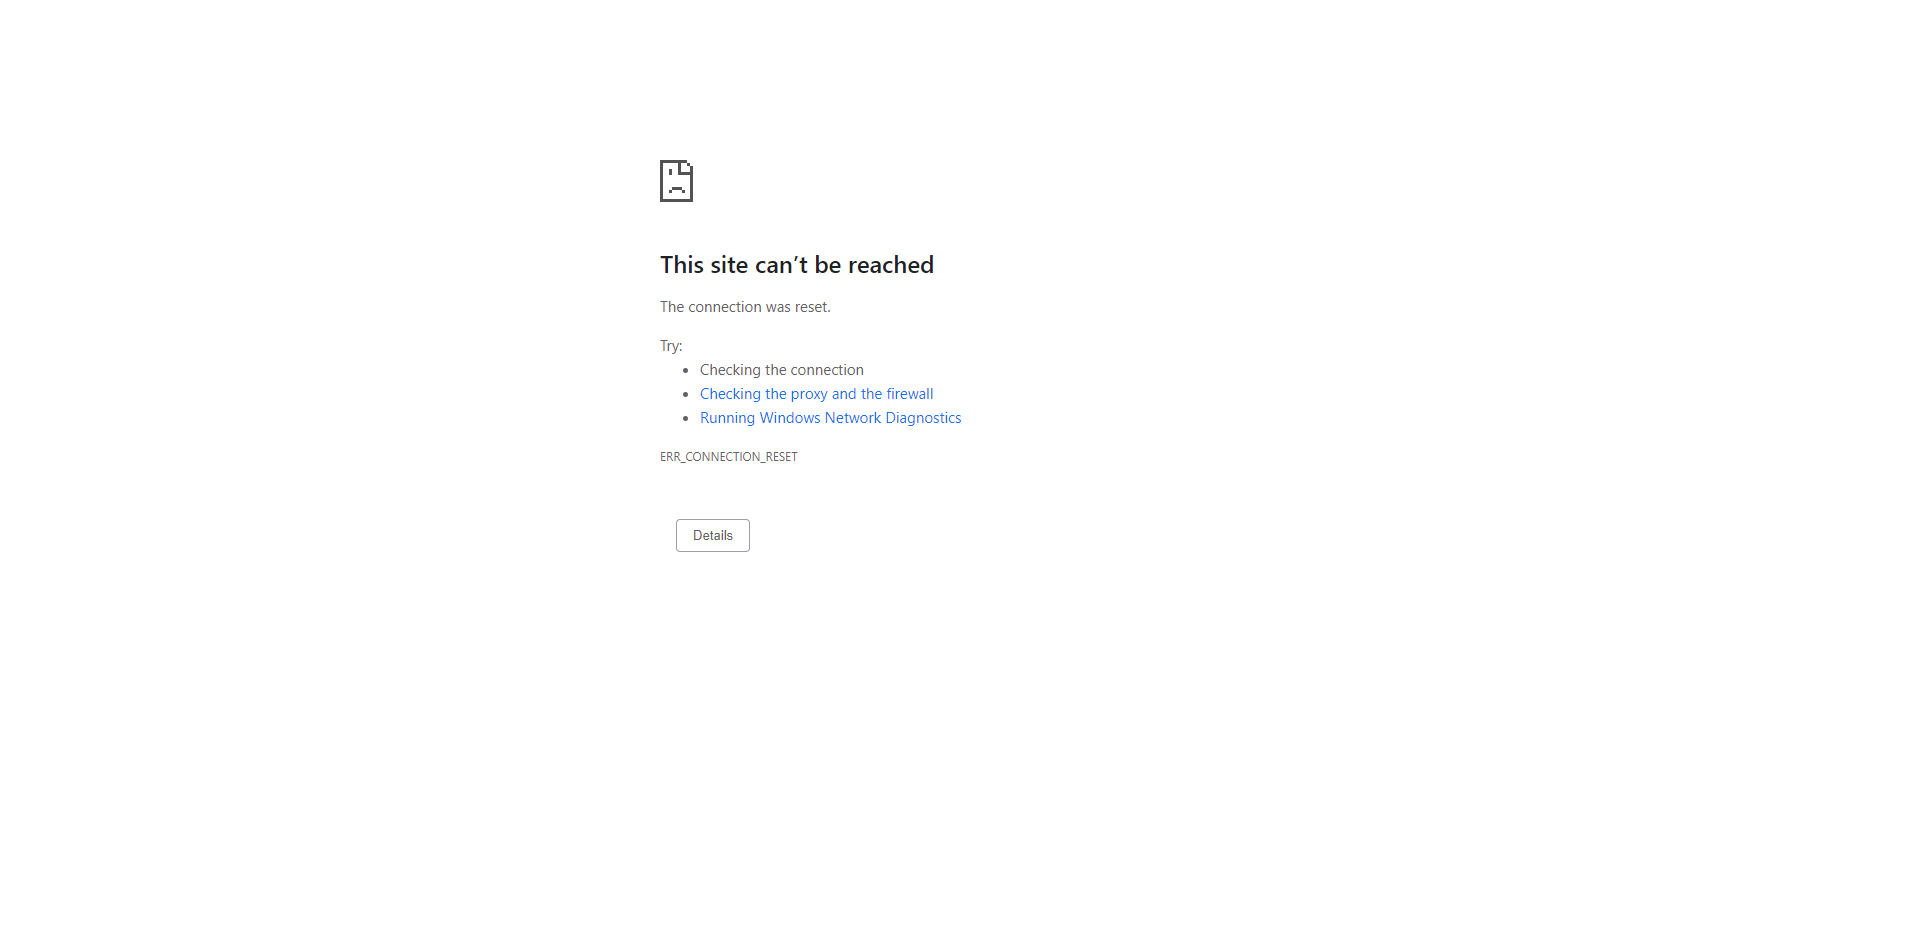 This site can’t be reached
The connection was reset.
Try:
Checking the connection
Checking the proxy and the firewall
Running Windows Network Diagnostics
ERR_CONNECTION_RESET
Details